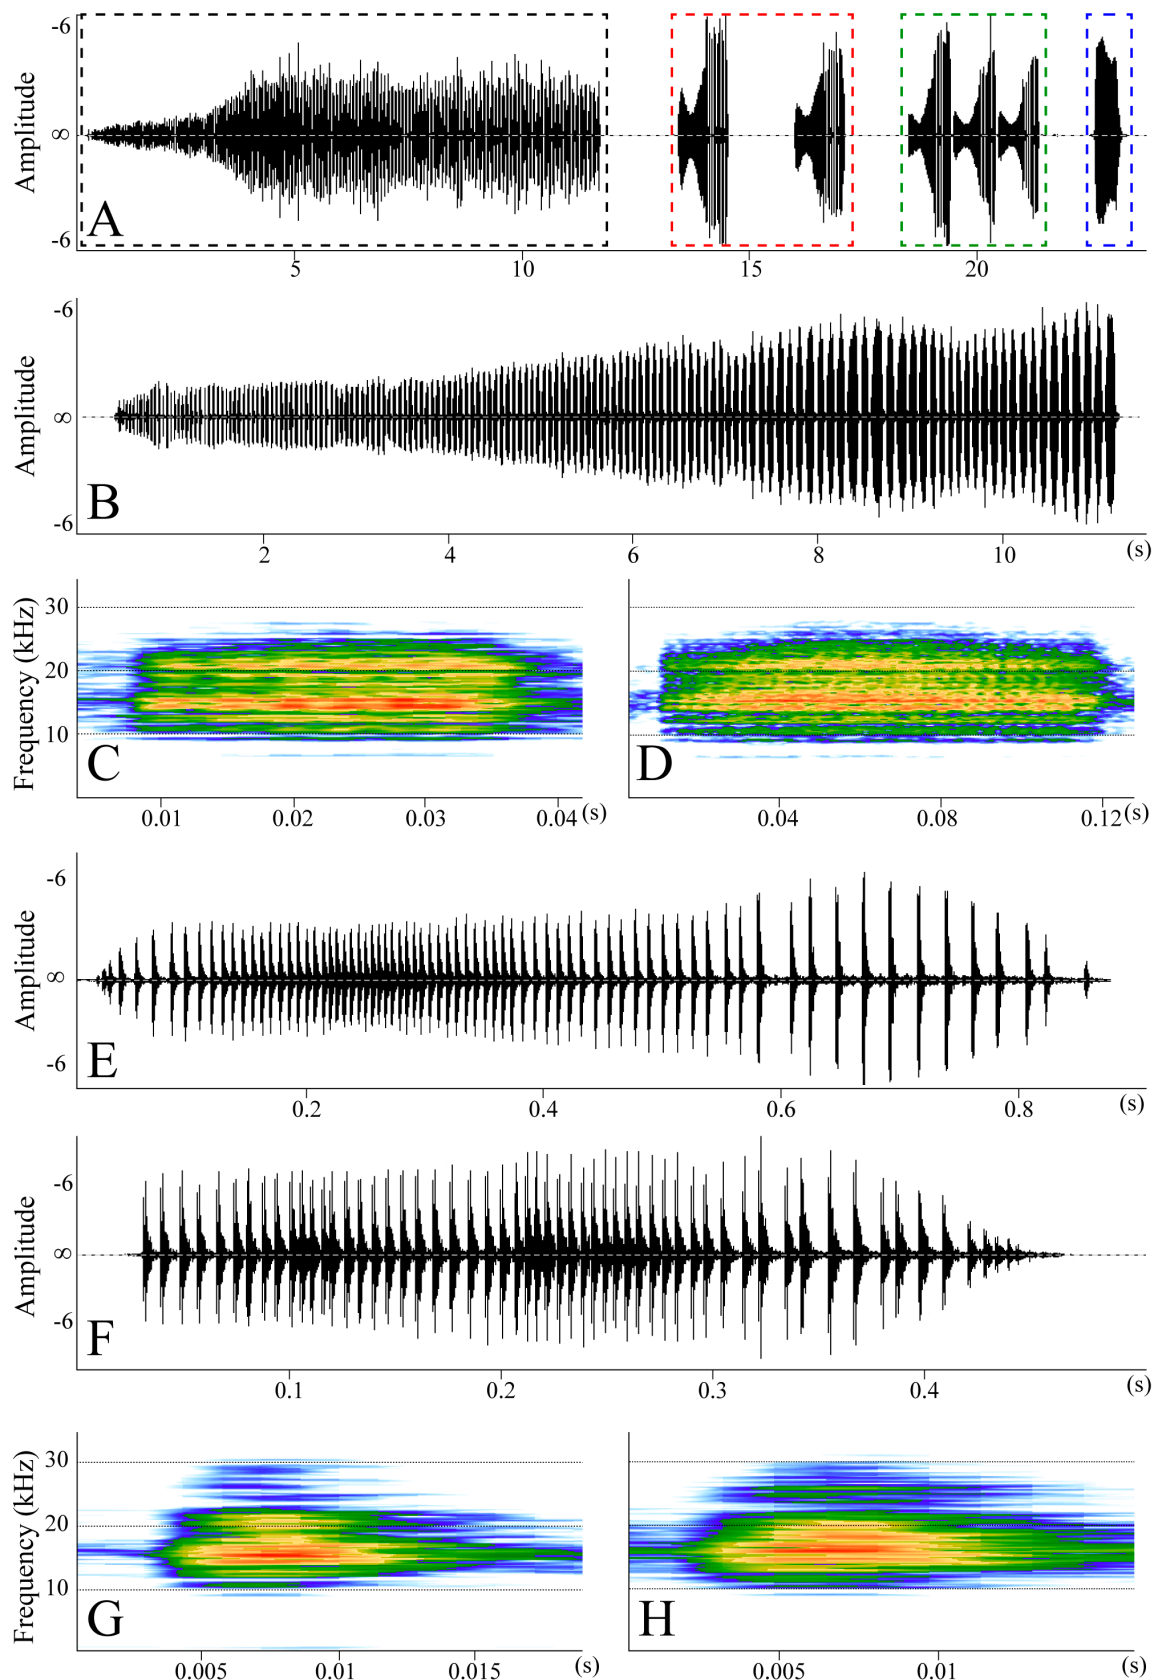 -6
Amplitude
∞
-6
A
5
10
15
20
-6
Amplitude
∞
-6
B
2
4
6
8
10
(s)
Frequency (kHz)
30
20
10
C
0.01
0.02
0.03
0.04
(s)
D
0.04
0.08
0.12
(s)
-6
Amplitude
∞
-6
E
0.2
0.4
0.6
0.8
(s)
-6
Amplitude
∞
-6
F
0.1
0.2
0.3
0.4
(s)
Frequency (kHz)
30
20
10
G
0.005
0.01
0.015
(s)
H
0.005
0.01
(s)